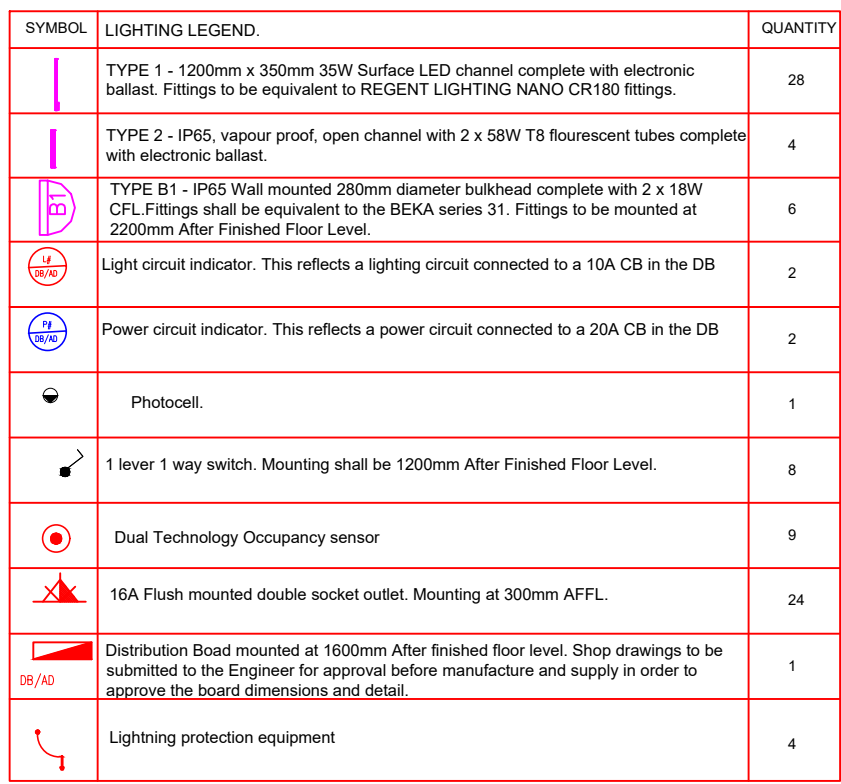 SYMBOL LIGHTING LEGEND. QUANTITY
TYPE 1 - 1200mm x 350mm 35W Surface LED channel complete with electronic
ballast. Fittings to be equivalent to REGENT LIGHTING NANO CR180 fittings.
28
TYPE 2 - IP65, vapour proof, open channel with 2 x 58W T8 flourescent tubes complete
with electronic ballast.
4
B1
TYPE B1 - IP65 Wall mounted 280mm diameter bulkhead complete with 2 x 18W
CFL.Fittings shall be equivalent to the BEKA series 31. Fittings to be mounted at
2200mm After Finished Floor Level.
6
L#
DB/AD
Light circuit indicator. This reflects a lighting circuit connected to a 10A CB in the DB
2
P#
DB/AD
Power circuit indicator. This reflects a power circuit connected to a 20A CB in the DB
2
Photocell.
1
1 lever 1 way switch. Mounting shall be 1200mm After Finished Floor Level.
8
Dual Technology Occupancy sensor
9
16A Flush mounted double socket outlet. Mounting at 300mm AFFL.
24
DB/AD
Distribution Boad mounted at 1600mm After finished floor level. Shop drawings to be
submitted to the Engineer for approval before manufacture and supply in order to
approve the board dimensions and detail.
1
Lightning protection equipment
4